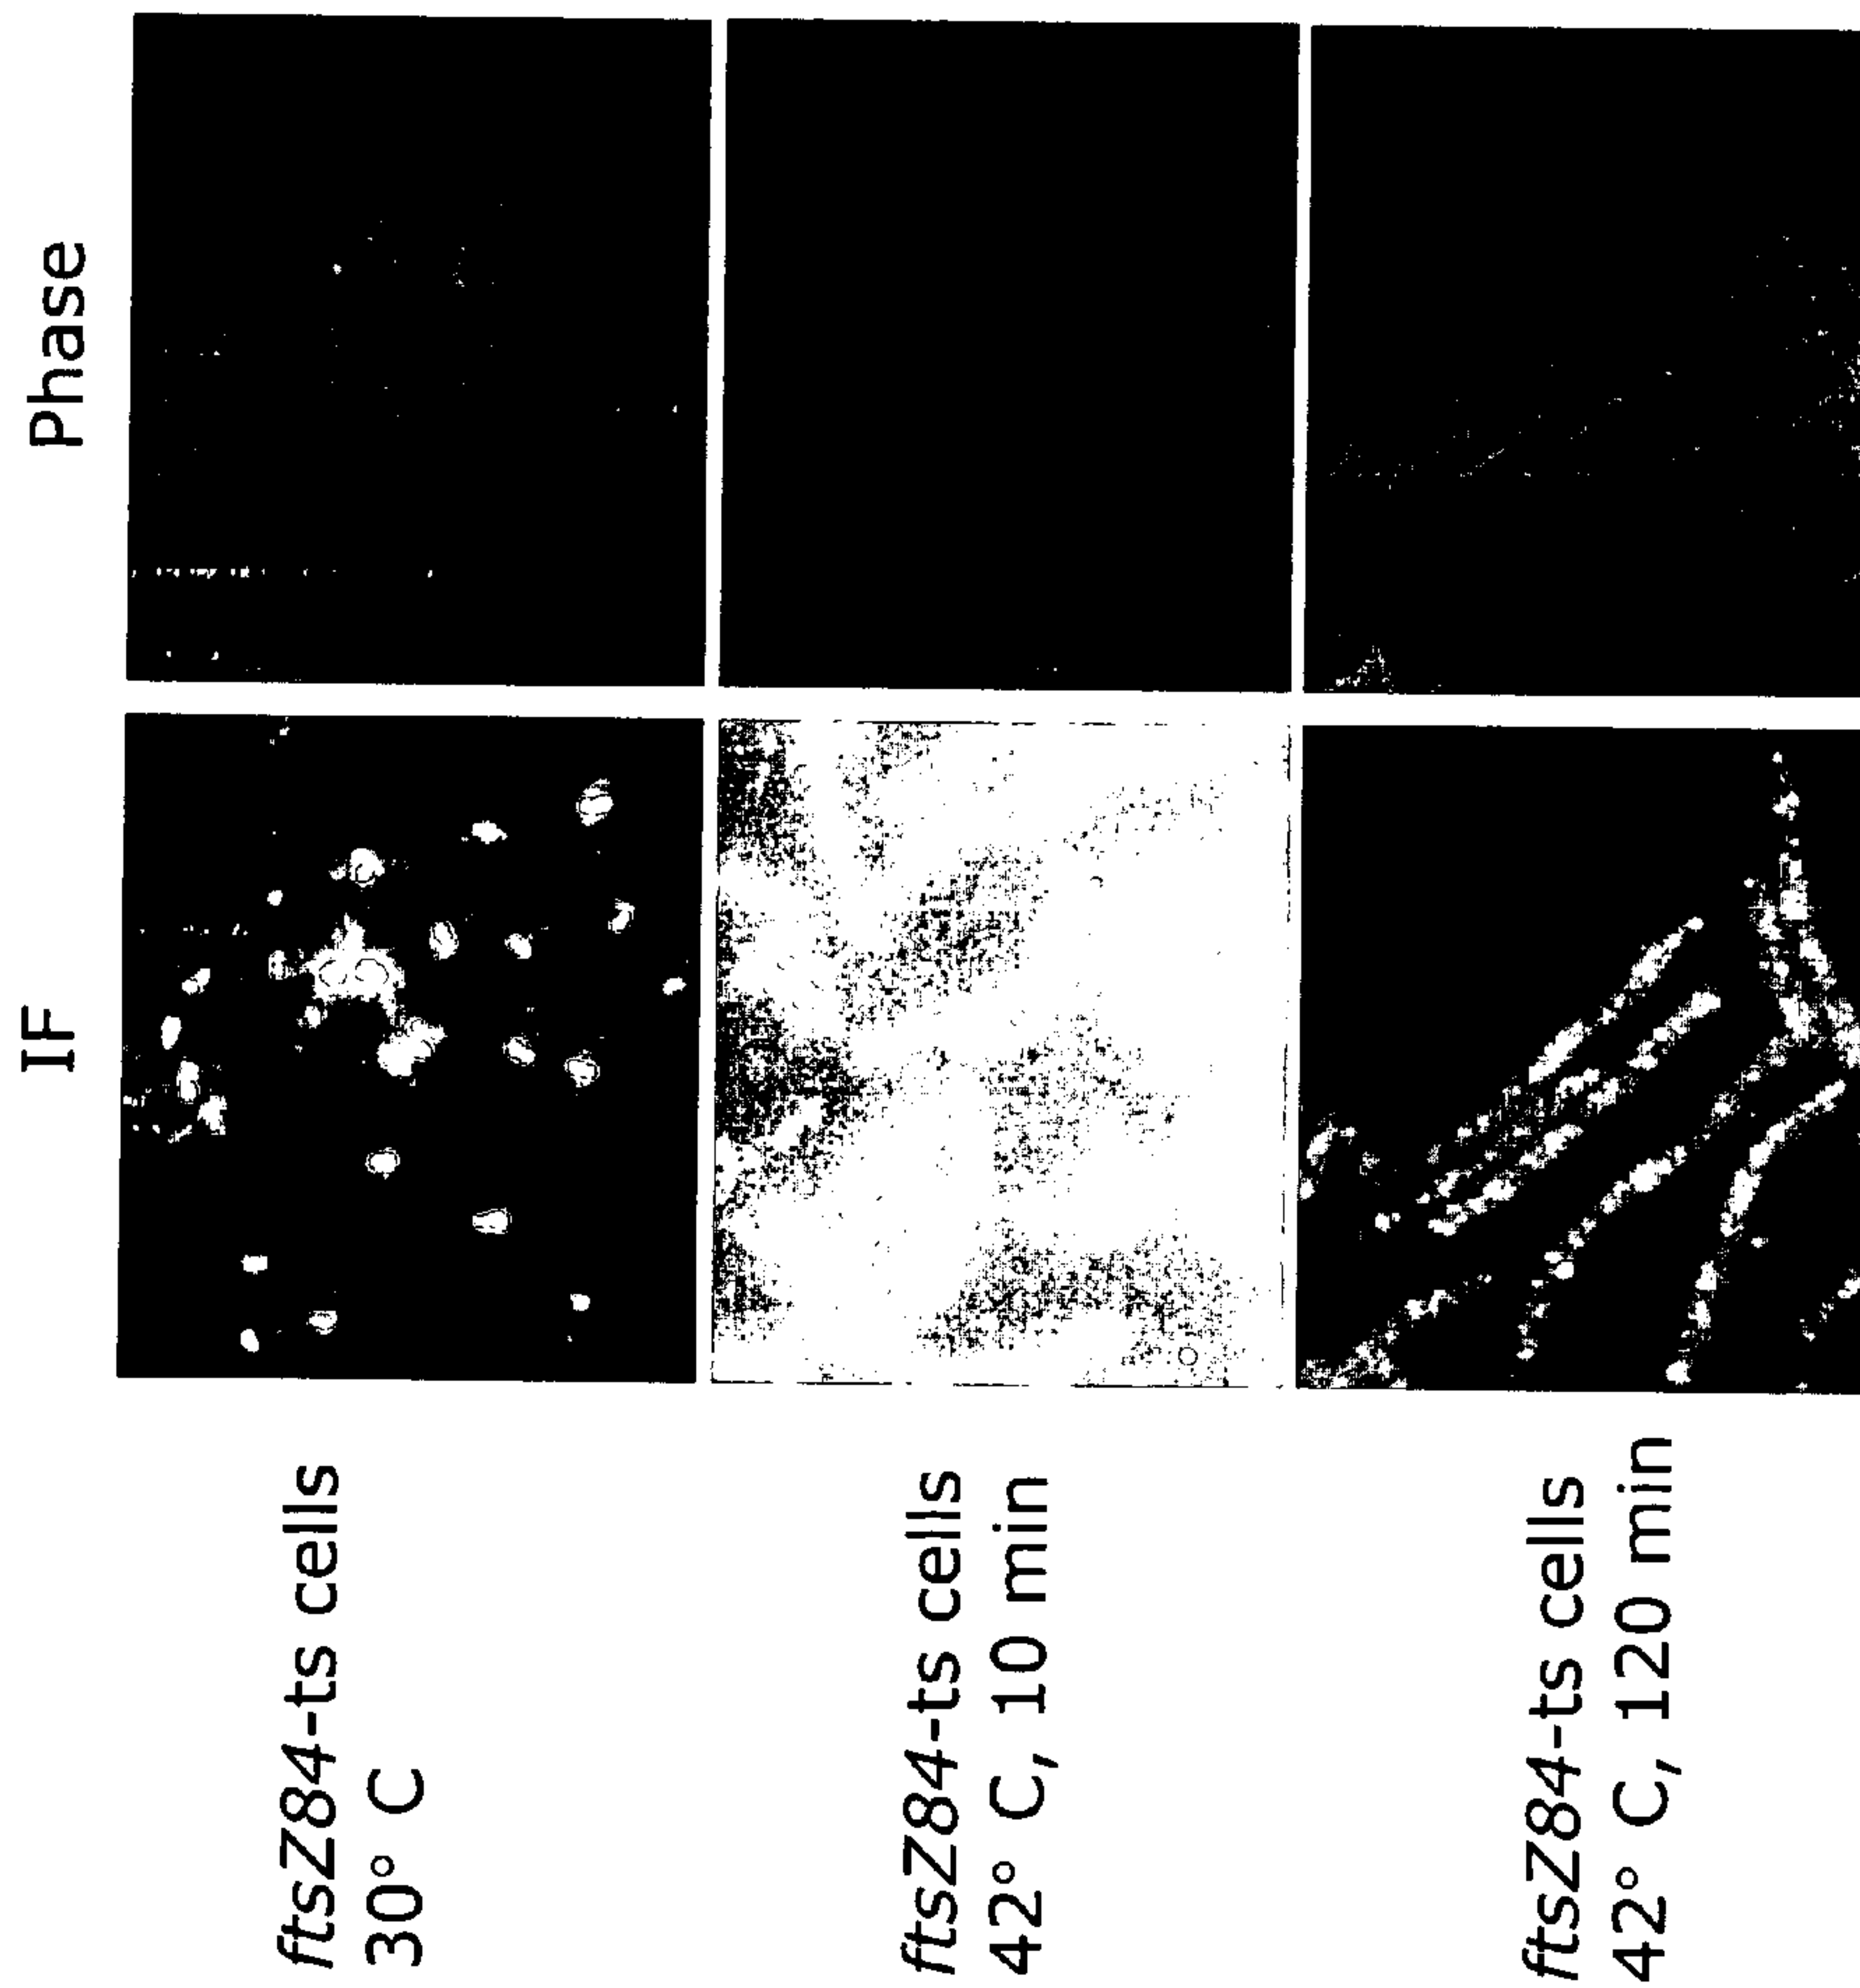 IF
Phase
ftsZ84-ts cells
30° C
ftsZ84-ts cells
42° C, 10 min
ftsZ84-ts cells
42° C, 120 min